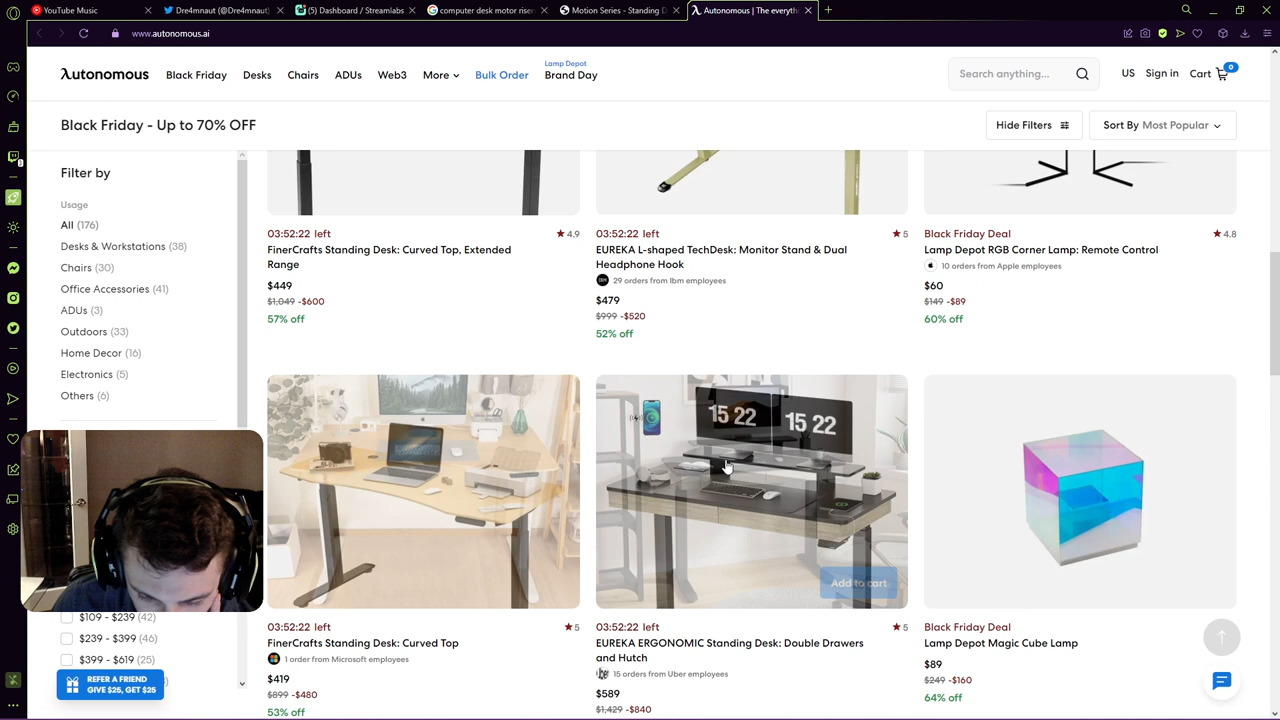 YouTube Music
Dre4mnaut (@Dre4mnaut)
(5) Dashboard / Streamlabs
computer desk motor riser
Motion Series - Standing D
Autonomous | The everyth
www.autonomous.ai
Autonomous
Black Friday
Desks
Chairs
ADUs
Web3
More
Bulk Order
Lamp Depot
Brand Day
Search anything...
US
Sign in
Cart
0
Black Friday - Up to 70% OFF
Hide Filters
Sort By Most Popular
Filter by
Usage
All (176)
Desks & Workstations (38)
Chairs (30)
Office Accessories (41)
ADUs (3)
Outdoors (33)
Home Decor (16)
Electronics (5)
Others (6)
$109 - $239 (42)
$239 - $399 (46)
$399 - $619 (25)
REFER A FRIEND
GIVE $25, GET $25
03:52:22 left
4.9
FinerCrafts Standing Desk: Curved Top, Extended
Range
$449
$1,049 -$600
57% off
03:52:22 left
5
EUREKA L-shaped TechDesk: Monitor Stand & Dual
Headphone Hook
29 orders from Ibm employees
$479
$999 -$520
52% off
Black Friday Deal
4.8
Lamp Depot RGB Corner Lamp: Remote Control
10 orders from Apple employees
$60
$149 -$89
60% off
15 22
15 22
Add to cart
03:52:22 left
5
FinerCrafts Standing Desk: Curved Top
1 order from Microsoft employees
$419
$899 -$480
53% off
03:52:22 left
5
EUREKA ERGONOMIC Standing Desk: Double Drawers
and Hutch
15 orders from Uber employees
$589
$1,429 -$840
Black Friday Deal
Lamp Depot Magic Cube Lamp
$89
$249 -$160
64% off